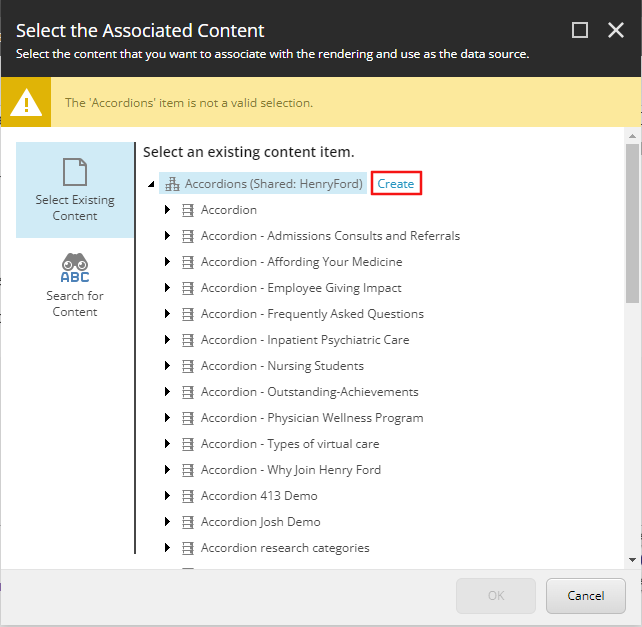 Select the Associated Content
Select the content that you want to associate with the rendering and use as the data source.
The 'Accordions' item is not a valid selection.
Select Existing
Content
ABC
Search for
Content
Select an existing content item.
Accordions (Shared: HenryFord) Create
Accordion
Accordion - Admissions Consults and Referrals
Accordion - Affording Your Medicine
Accordion - Employee Giving Impact
Accordion - Frequently Asked Questions
Accordion - Inpatient Psychiatric Care
Accordion - Nursing Students
Accordion - Outstanding-Achievements
Accordion - Physician Wellness Program
Accordion - Types of virtual care
Accordion - Why Join Henry Ford
Accordion 413 Demo
Accordion Josh Demo
Accordion research categories
OK Cancel